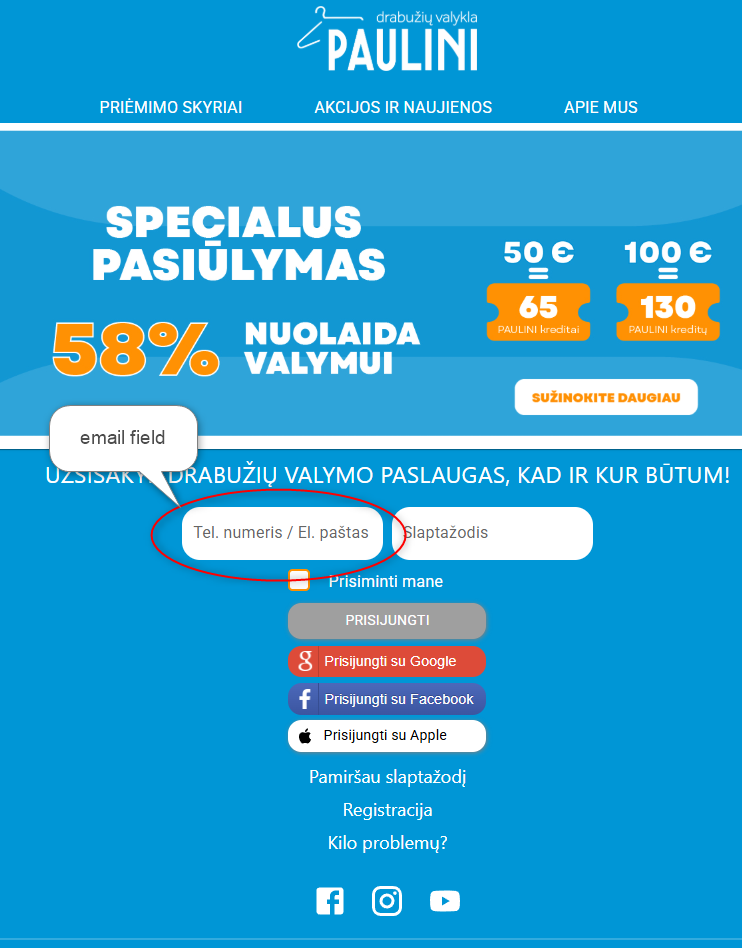 drabužių valykla
PAULINI
PRIĖMIMO SKYRIAI AKCIJOS IR NAUJIENOS APIE MUS
SPECIALUS
PASIŪLYMAS
58%
NUOLAIDA
VALYMUI
50 €
=
65
PAULINI kreditai
100 €
=
130
PAULINI kreditų
SUŽINOKITE DAUGIAU
email field
UŽSISAKYK DRABUŽIŲ VALYMO PASLAUGAS, KAD IR KUR BŪTUM!
Tel. numeris / El. paštas
Slaptažodis
Prisiminti mane
PRISIJUNGTI
Prisijungti su Google
Prisijungti su Facebook
Prisijungti su Apple
Pamiršau slaptažodį
Registracija
Kilo problemų?